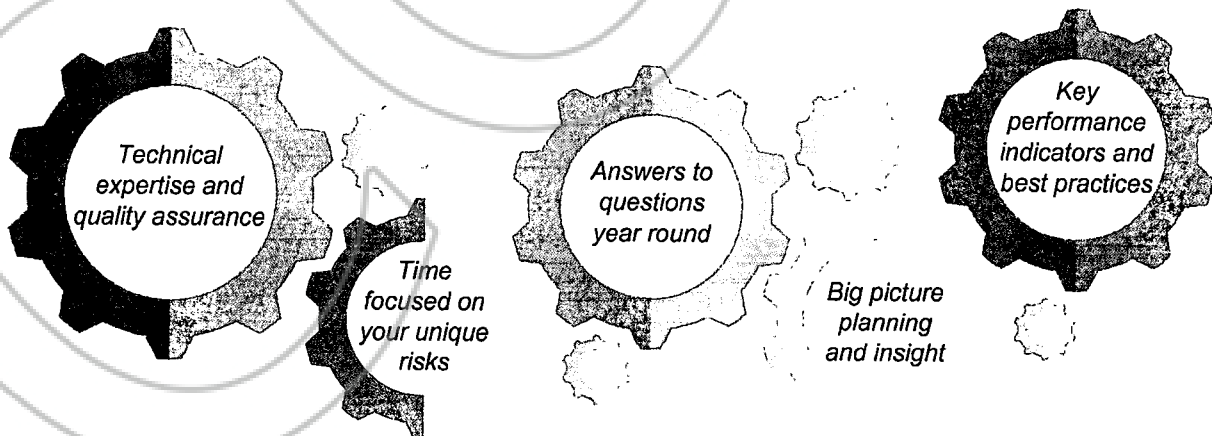 Technical
expertise and
quality assurance
Time
focused on
your unique
risks
Answers to
questions
year round
Big picture
planning
and insight
Key
performance
indicators and
best practices